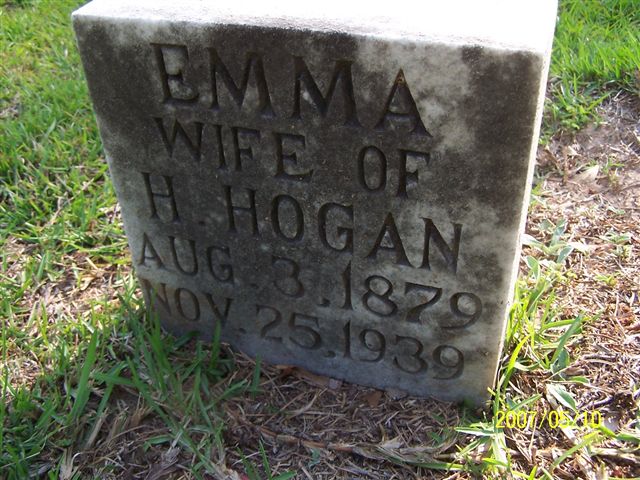 EMMA
WIFE OF
H. HOGAN
AUG. 3. 1879
NOV. 25. 1939
2007/05/10